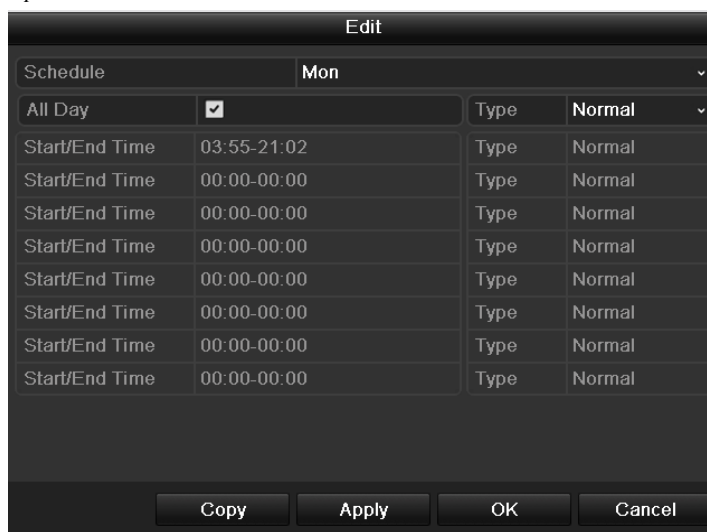 Edit
Schedule Mon
All Day Type Normal
Start/End Time 03:55-21:02 Type Normal
Start/End Time 00:00-00:00 Type Normal
Start/End Time 00:00-00:00 Type Normal
Start/End Time 00:00-00:00 Type Normal
Start/End Time 00:00-00:00 Type Normal
Start/End Time 00:00-00:00 Type Normal
Start/End Time 00:00-00:00 Type Normal
Start/End Time 00:00-00:00 Type Normal
Copy Apply OK Cancel